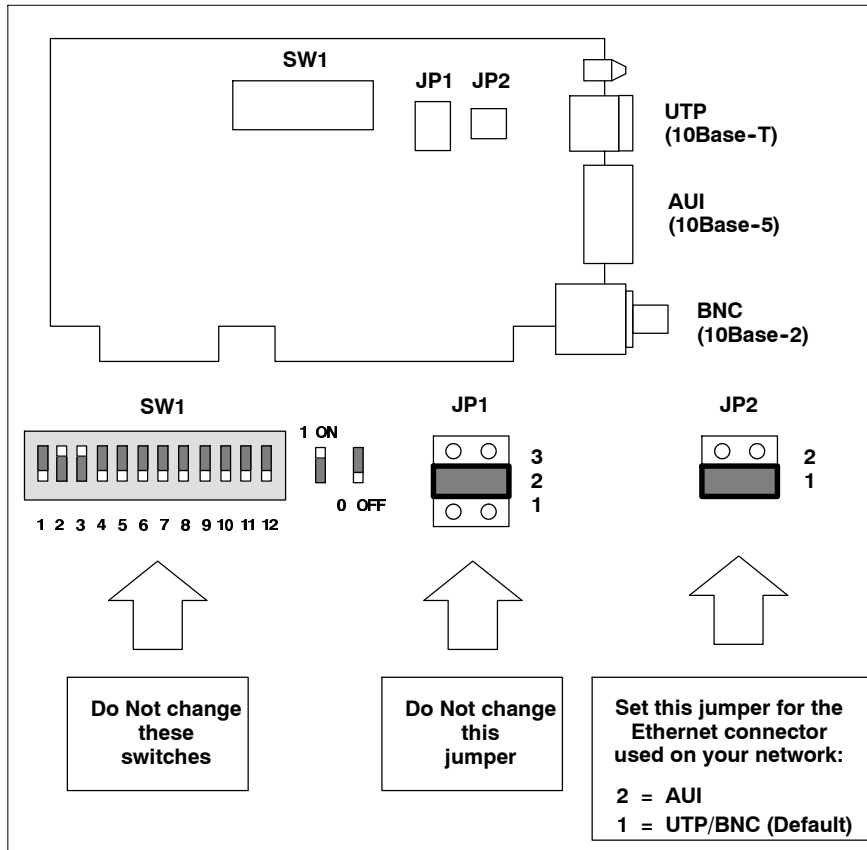 SW1
JP1
JP2
UTP
(10Base-T)
AUI
(10Base-5)
BNC
(10Base-2)
SW1
1 ON
0 OFF
1 2 3 4 5 6 7 8 9 10 11 12
JP1
3
2
1
JP2
2
1
Do Not change
these
switches
Do Not change
this
jumper
Set this jumper for the
Ethernet connector
used on your network:
2 = AUI
1 = UTP/BNC (Default)